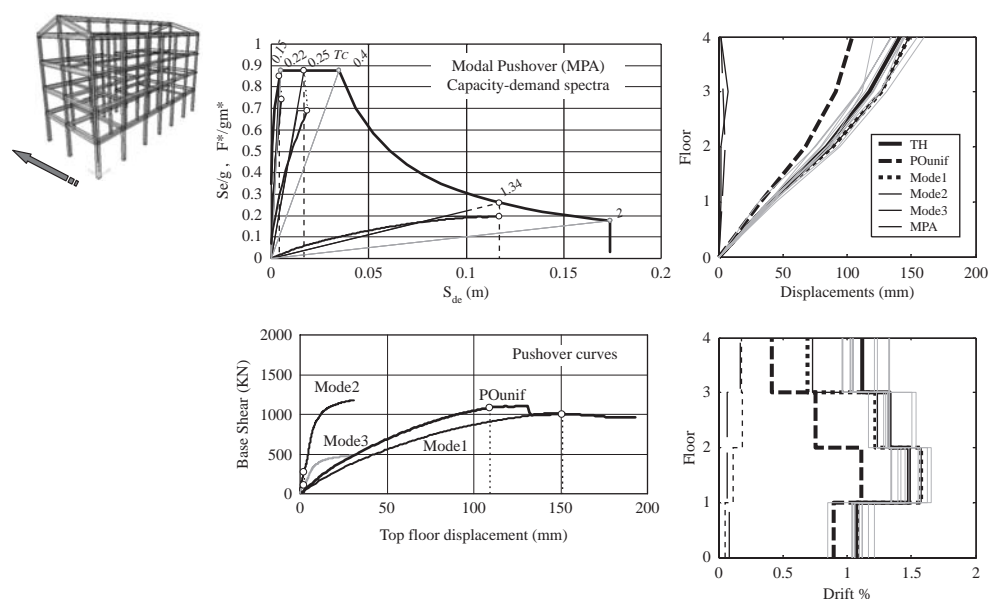 Modal Pushover (MPA)
Capacity-demand spectra
0.15
0.22
0.25
Tc
0.4
1.34
2
Se/g , F*/gm*
1
0.9
0.8
0.7
0.6
0.5
0.4
0.3
0.2
0.1
0
0 0.05 0.1 0.15 0.2
S_de (m)
Floor
4
3
2
1
0
TH
POunif
Mode1
Mode2
Mode3
MPA
0 50 100 150 200
Displacements (mm)
Base Shear (KN)
2000
1500
1000
500
0
Pushover curves
Mode2
POunif
Mode3
Mode1
0 50 100 150 200
Top floor displacement (mm)
Floor
4
3
2
1
0
0 0.5 1 1.5 2
Drift %